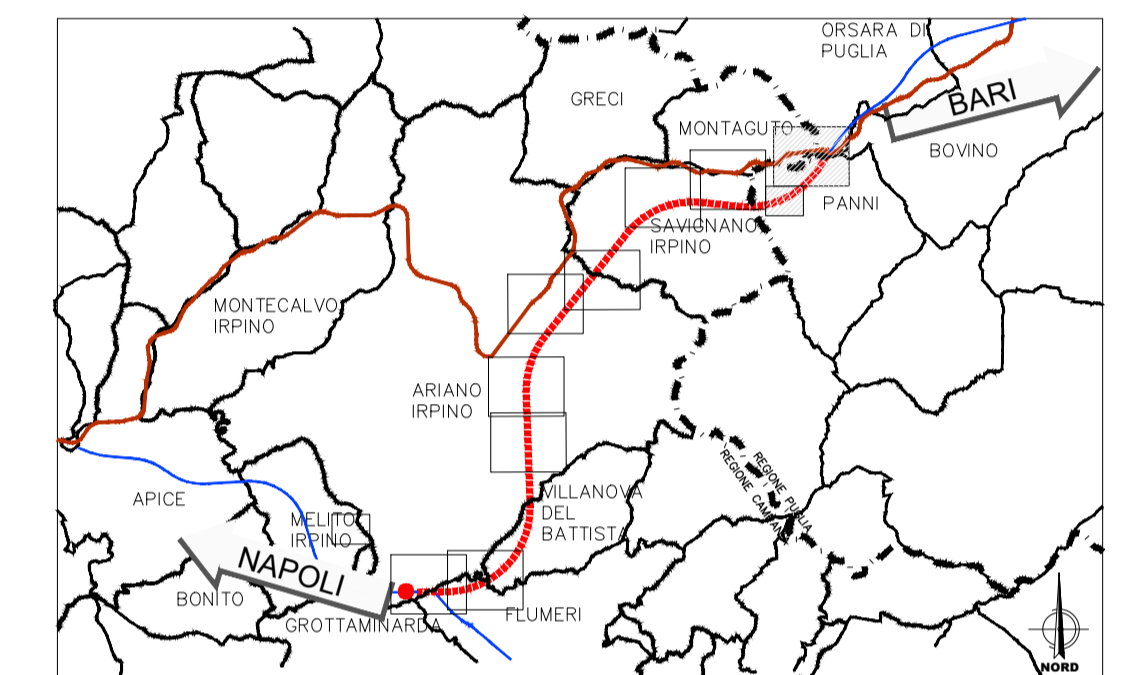 ORSARA DI
PUGLIA
GRECI
BARI
MONTAGUTO
BOVINO
PANNI
SAVIGNANO
IRPINO
MONTECALVO
IRPINO
ARIANO
IRPINO
REGIONE PUGLIA
REGIONE CAMPANIA
APICE
VILLANOVA
DEL
BATTISTA
MELITO
IRPINO
NAPOLI
BONITO
FLUMERI
GROTTAMINARDA
NORD